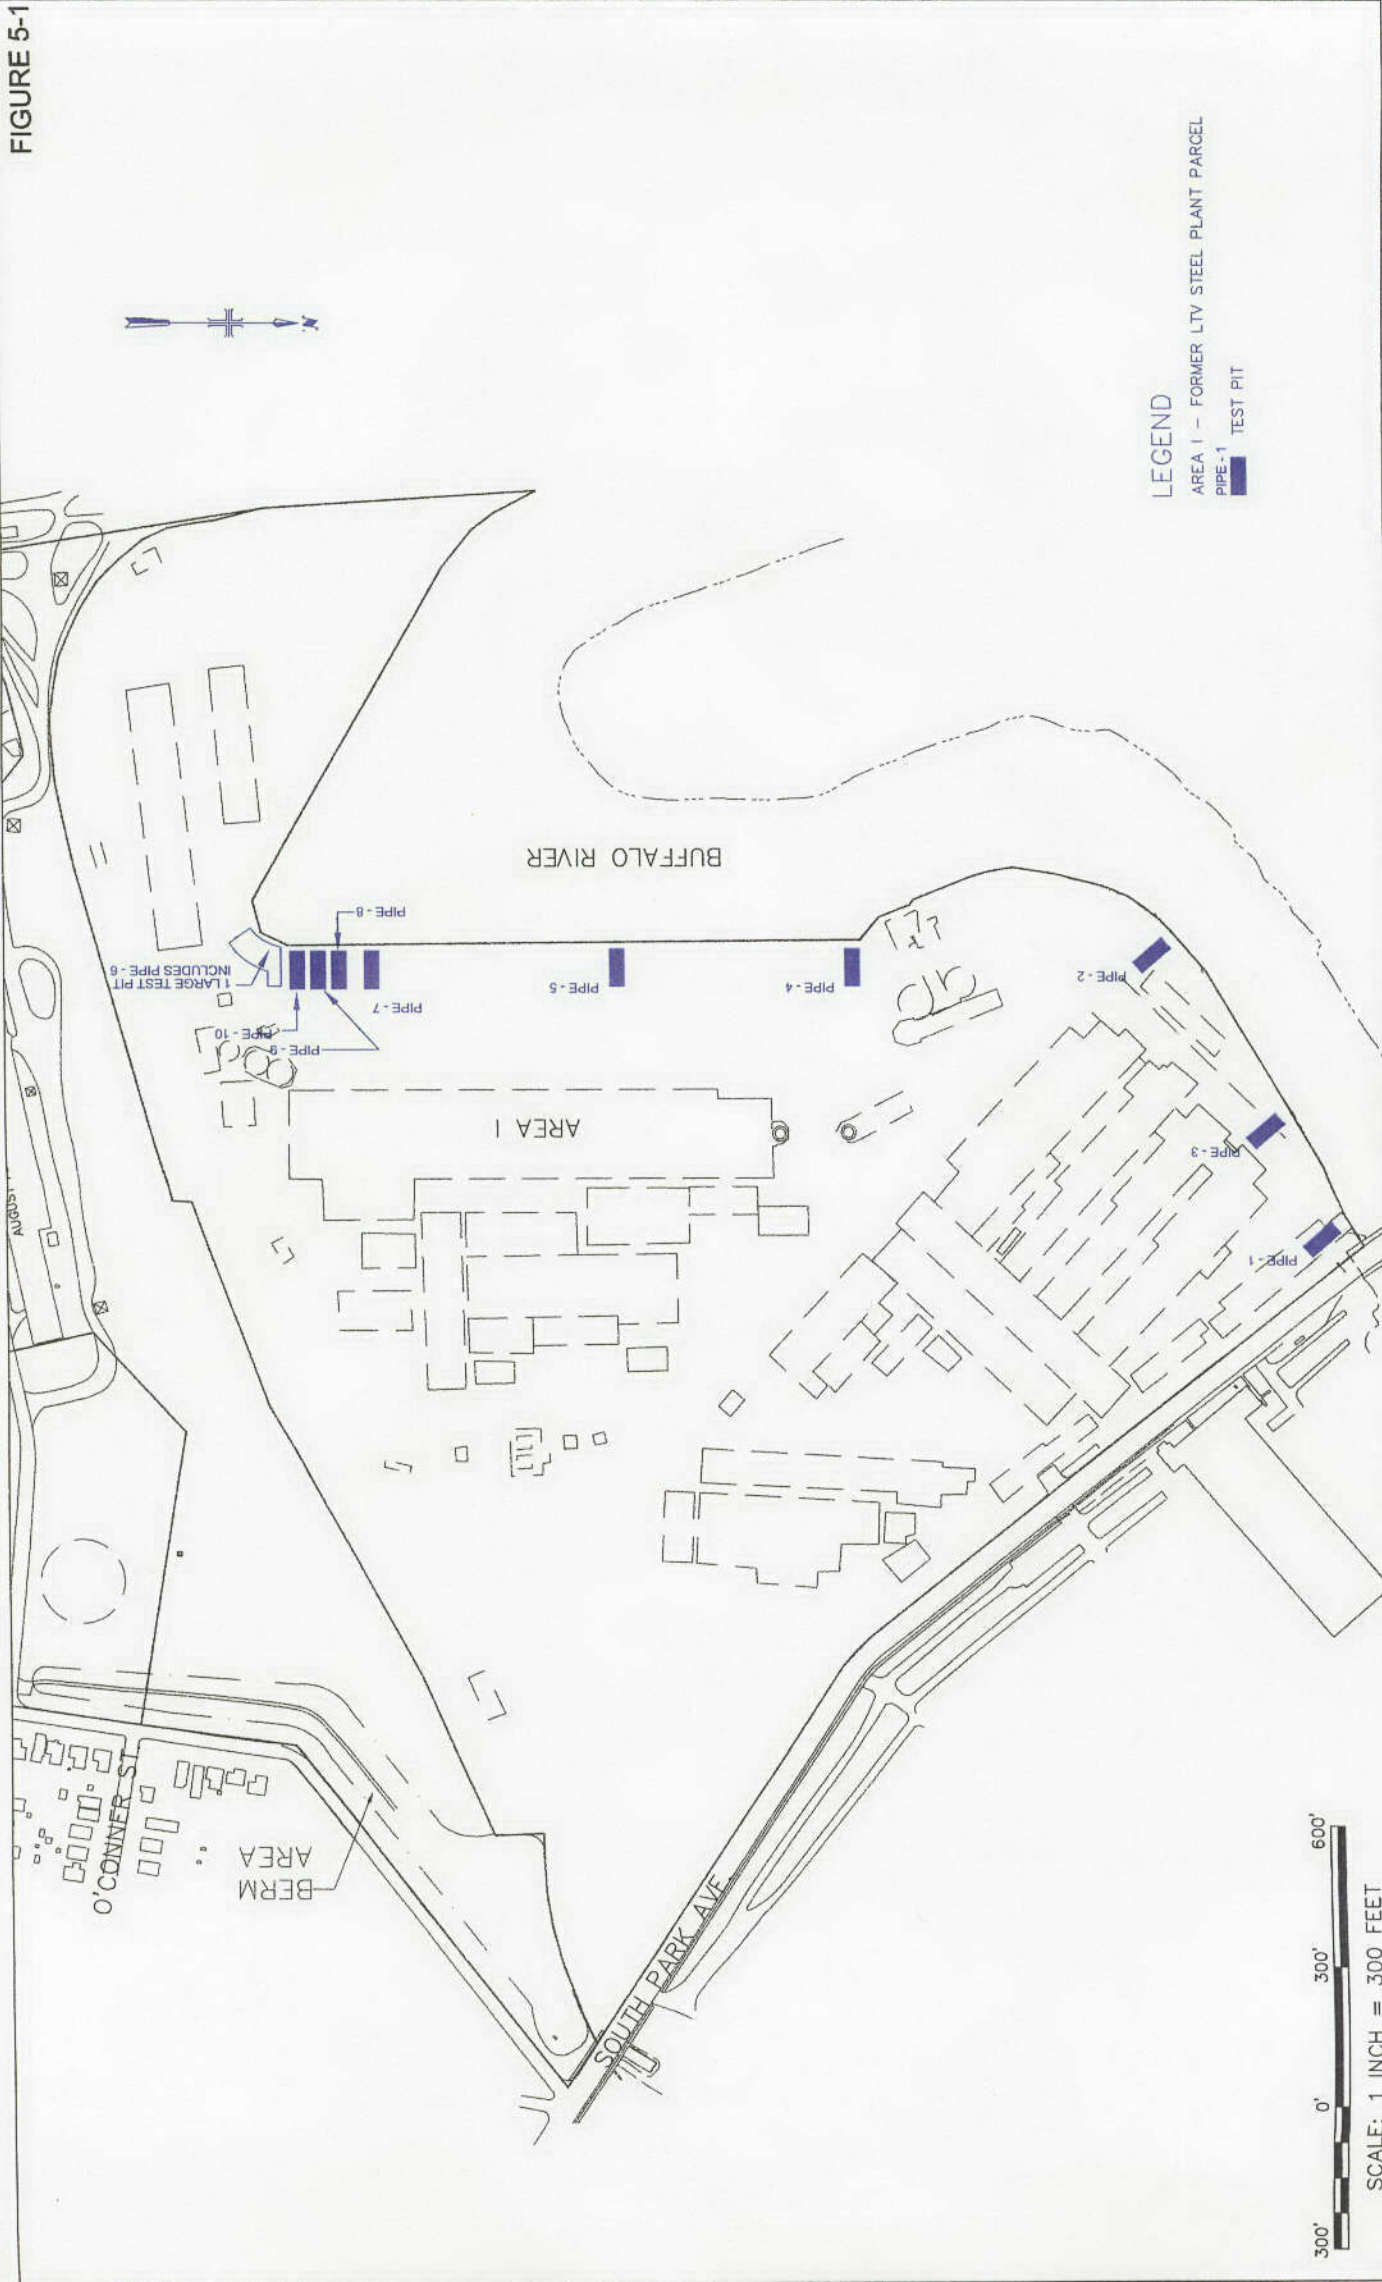 FIGURE 5-1
N
LEGEND
AREA I - FORMER LTV STEEL PLANT PARCEL
PIPE-1
TEST PIT
BUFFALO RIVER
1 LARGE TEST PIT
INCLUDES PIPE-6
PIPE-8
PIPE-7
PIPE-10
PIPE-9
PIPE-5
PIPE-4
PIPE-2
PIPE-3
PIPE-1
AREA I
AUGUST
O'CONNER ST
BERM
AREA
SOUTH PARK AVE.
300' 0' 300' 600'
SCALE: 1 INCH = 300 FEET